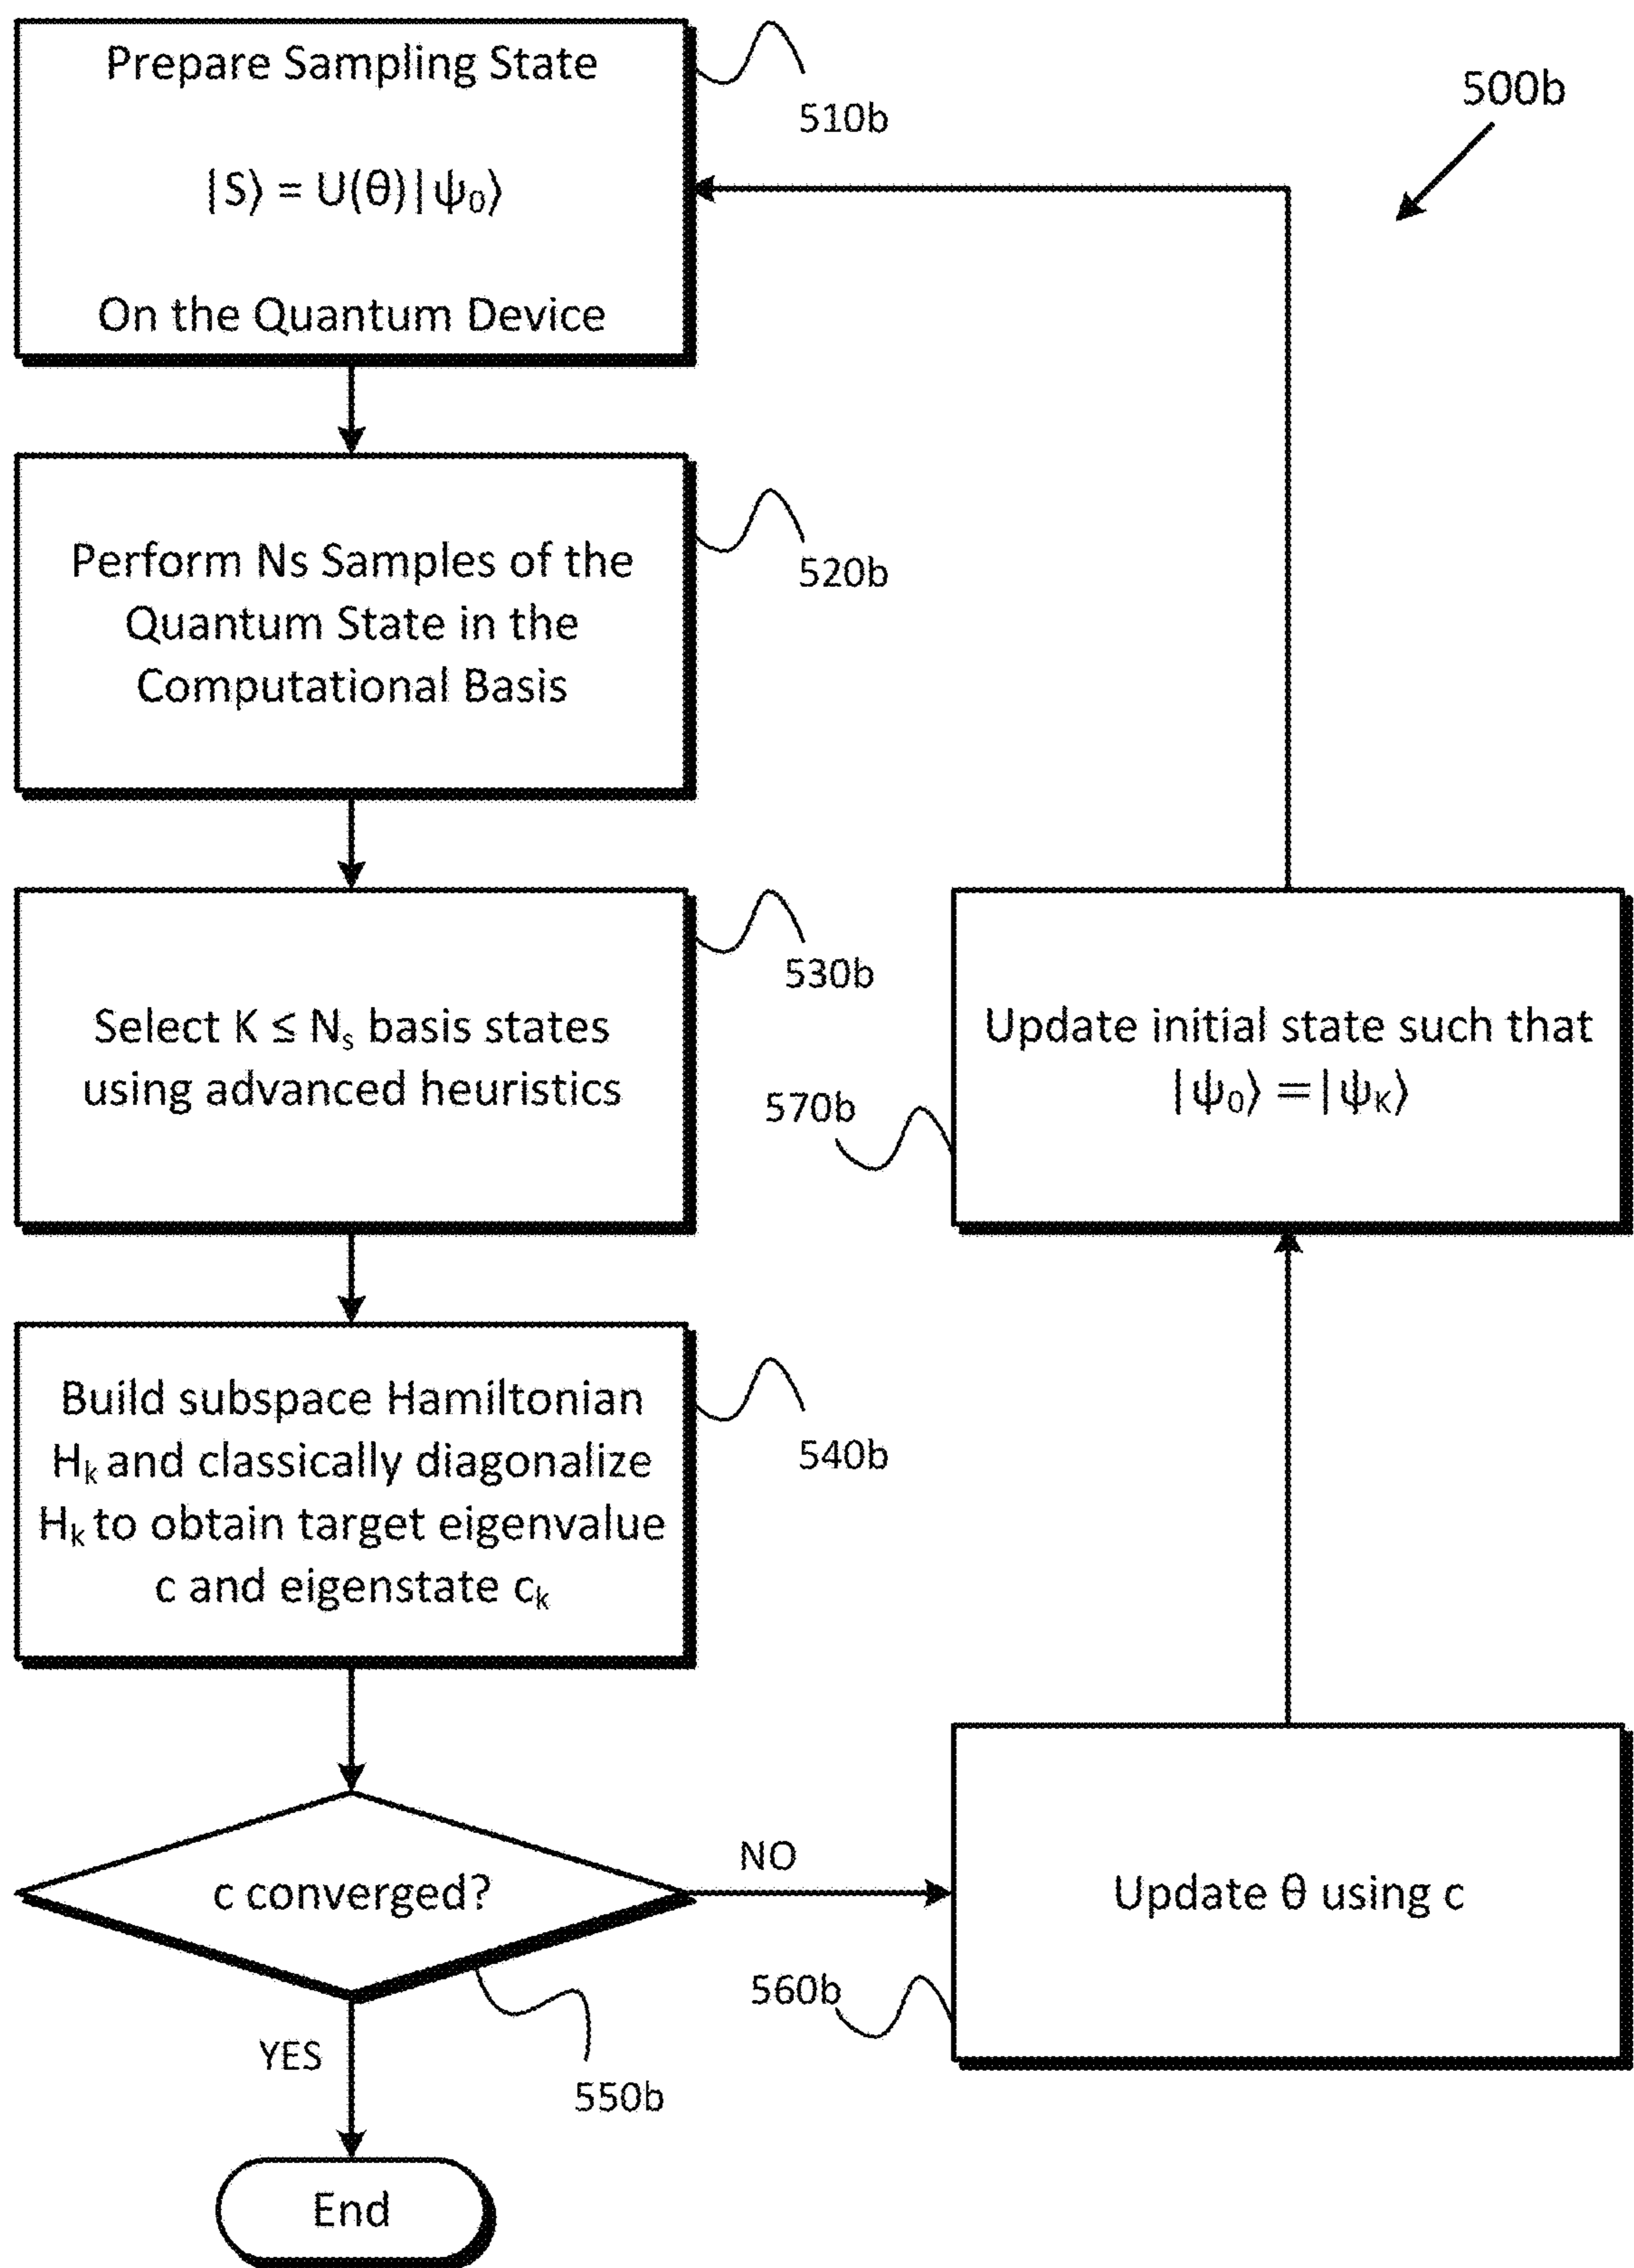 Prepare Sampling State
|S⟩ = U(θ)|ψ₀⟩
On the Quantum Device
510b
500b
Perform Ns Samples of the
Quantum State in the
Computational Basis
520b
Select K ≤ Nₛ basis states
using advanced heuristics
530b
Update initial state such that
|ψ₀⟩ = |ψ_K⟩
570b
Build subspace Hamiltonian
Hₖ and classically diagonalize
Hₖ to obtain target eigenvalue
c and eigenstate cₖ
540b
c converged?
NO
YES
550b
Update θ using c
560b
End